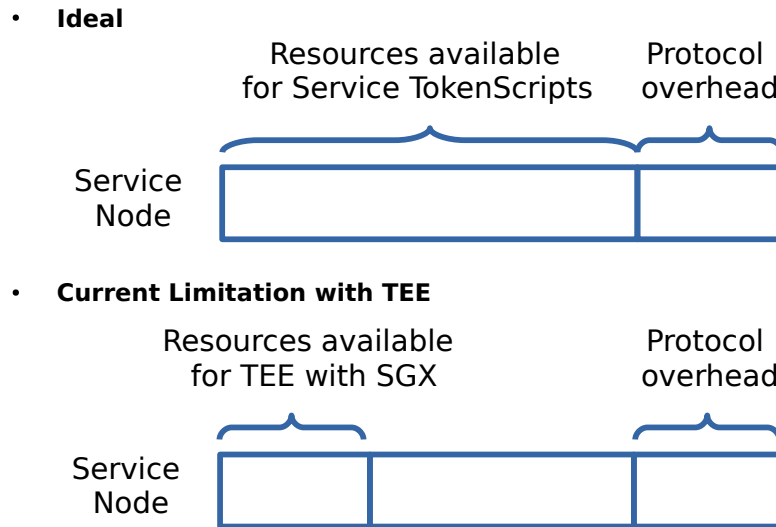 • Ideal
Resources available
for Service TokenScripts
Protocol
overhead
Service
Node
• Current Limitation with TEE
Resources available
for TEE with SGX
Protocol
overhead
Service
Node